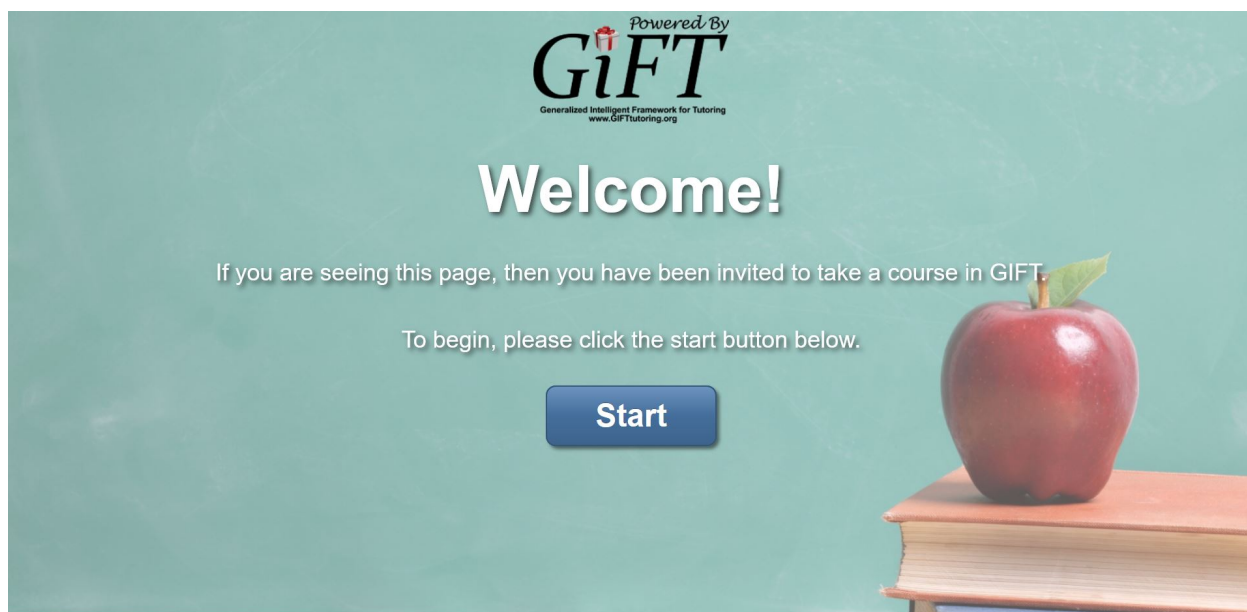 Powered By
GiFT
Generalized Intelligent Framework for Tutoring
www.GIFTtutoring.org
Welcome!
If you are seeing this page, then you have been invited to take a course in GIFT.
To begin, please click the start button below.
Start